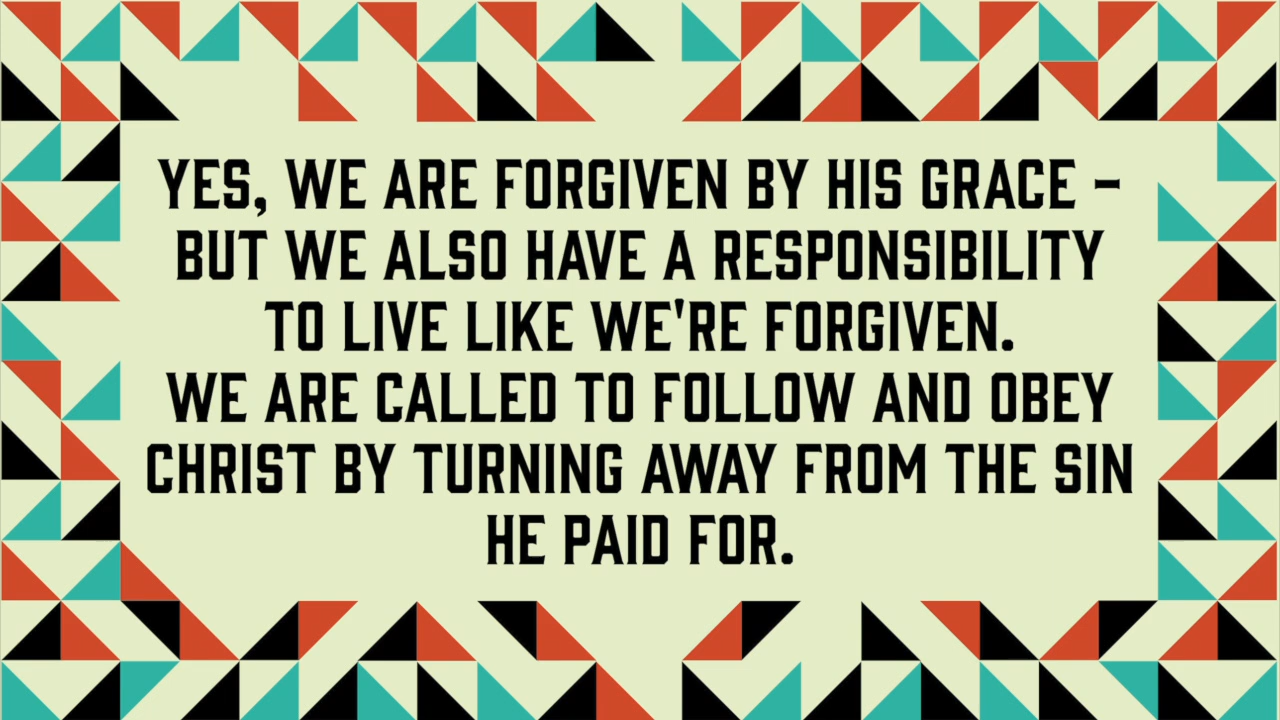 YES, WE ARE FORGIVEN BY HIS GRACE -
BUT WE ALSO HAVE A RESPONSIBILITY
TO LIVE LIKE WE'RE FORGIVEN.
WE ARE CALLED TO FOLLOW AND OBEY
CHRIST BY TURNING AWAY FROM THE SIN
HE PAID FOR.